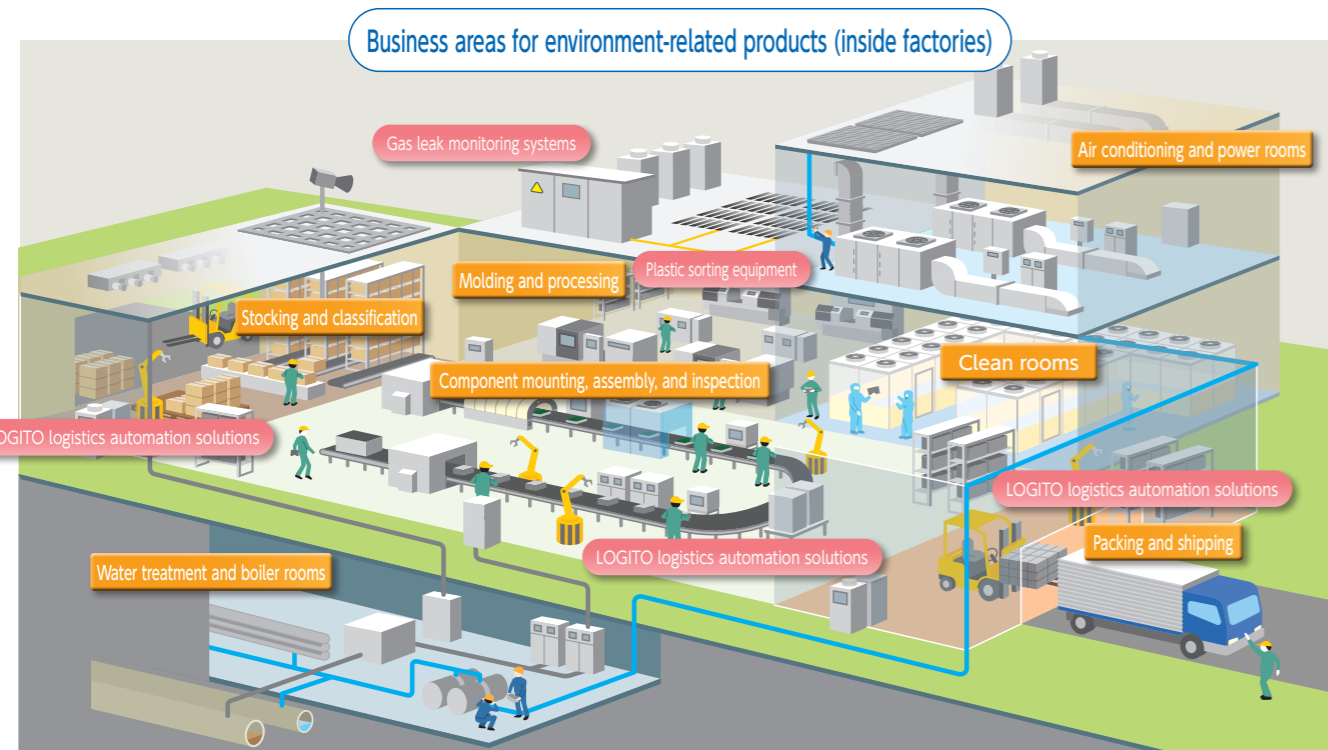 Business areas for environment-related products (inside factories)
Gas leak monitoring systems
Air conditioning and power rooms
Molding and processing
Plastic sorting equipment
Stocking and classification
Clean rooms
Component mounting, assembly, and inspection
OGITO logistics automation solutions
LOGITO logistics automation solutions
Packing and shipping
LOGITO logistics automation solutions
Water treatment and boiler rooms